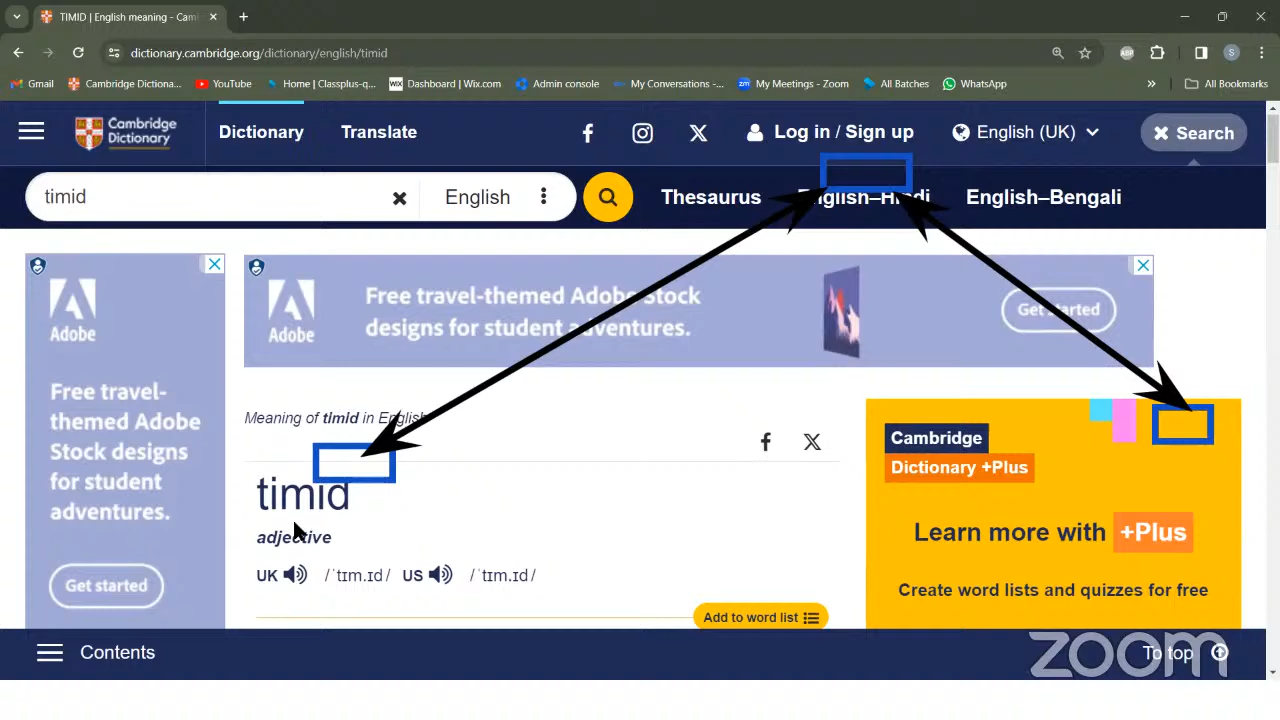 TIMID | English meaning - Cam
dictionary.cambridge.org/dictionary/english/timid
ABP
S
Gmail
Cambridge Dictiona...
YouTube
Home | Classplus-q...
WIX
Dashboard | Wix.com
Admin console
My Conversations -...
zm
My Meetings - Zoom
All Batches
WhatsApp
All Bookmarks
Cambridge
Dictionary
Dictionary
Translate
Log in / Sign up
English (UK)
Search
timid
English
Thesaurus
English–Hindi
English–Bengali
Adobe
Free travel-
themed Adobe
Stock designs
for student
adventures.
Get started
Adobe
Free travel-themed Adobe Stock
designs for student adventures.
Get started
Meaning of timid in English
timid
adjective
UK /ˈtɪm.ɪd/ US /ˈtɪm.ɪd/
Add to word list
Cambridge
Dictionary +Plus
Learn more with +Plus
Create word lists and quizzes for free
Contents
To top
zoom